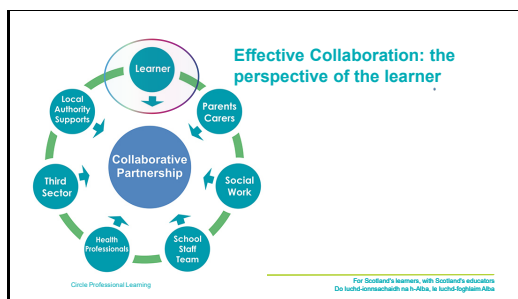 Effective Collaboration: the
perspective of the learner
Learner
Parents
Carers
Social
Work
School
Staff
Team
Health
Professionals
Third
Sector
Local
Authority
Supports
Collaborative
Partnership
Circle Professional Learning
For Scotland's learners, with Scotland's educators
Do luchd-ionnsachaidh na h-Alba, le luchd-foghlaim Alba